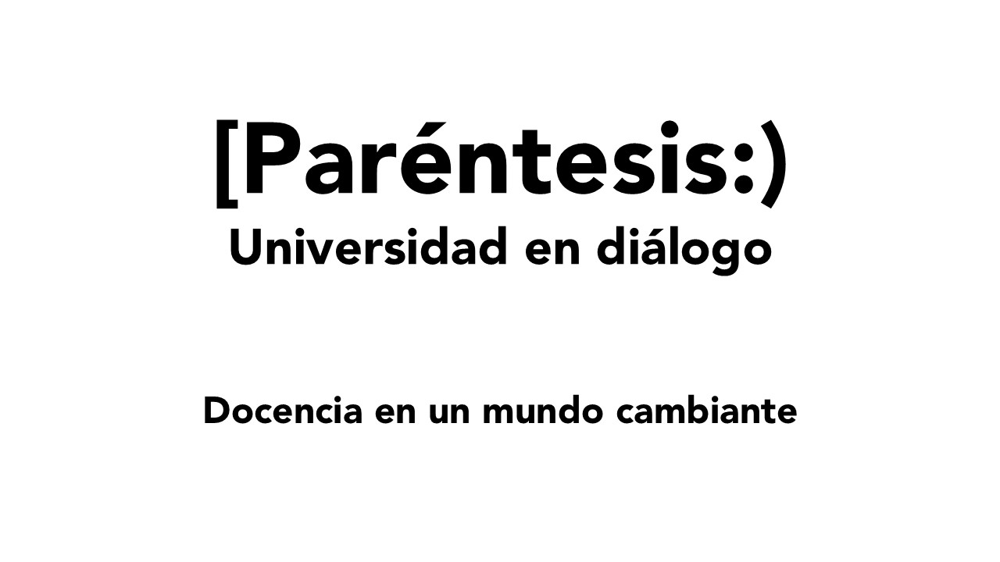 [Paréntesis:)
Universidad en diálogo
Docencia en un mundo cambiante